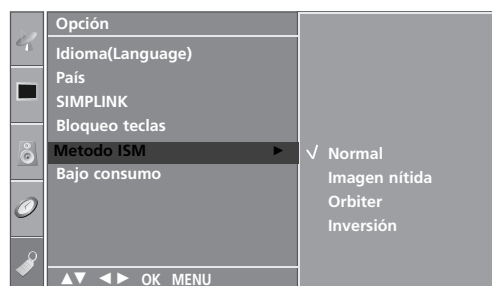 Opción
Idioma(Language)
País
SIMPLINK
Bloqueo teclas
Metodo ISM ►
Bajo consumo
√ Normal
Imagen nítida
Orbiter
Inversión
▲▼ ◄► OK MENU